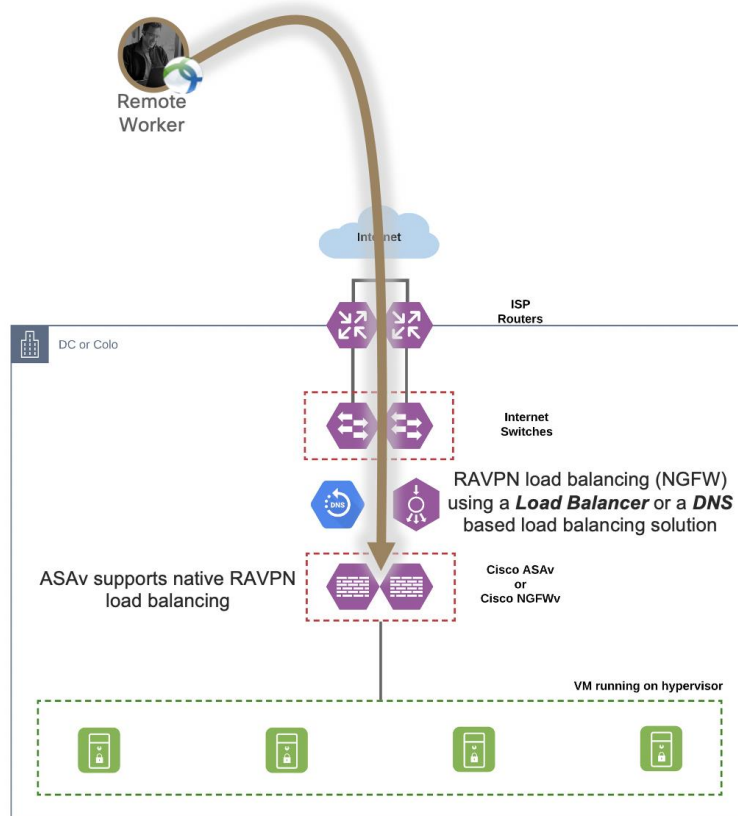 Remote
Worker
Internet
ISP
Routers
DC or Colo
Internet
Switches
RAVPN load balancing (NGFW)
using a Load Balancer or a DNS
based load balancing solution
DNS
ASAv supports native RAVPN
load balancing
Cisco ASAv
or
Cisco NGFWv
VM running on hypervisor